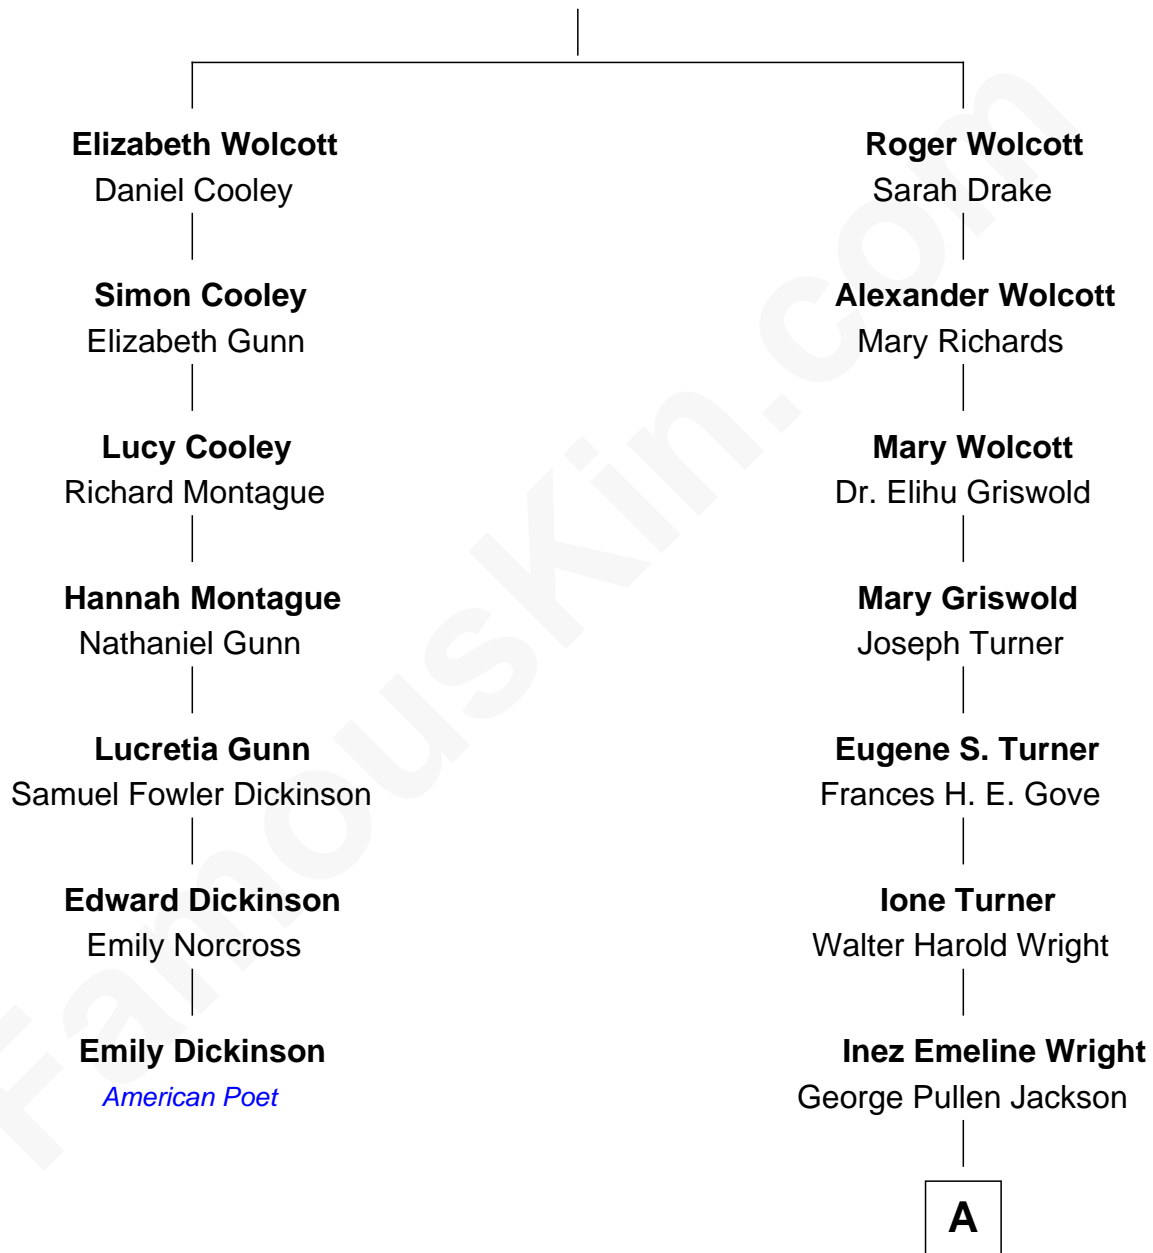 Elizabeth Wolcott
Daniel Cooley
Roger Wolcott
Sarah Drake
Simon Cooley
Elizabeth Gunn
Alexander Wolcott
Mary Richards
Lucy Cooley
Richard Montague
Mary Wolcott
Dr. Elihu Griswold
Hannah Montague
Nathaniel Gunn
Mary Griswold
Joseph Turner
Lucretia Gunn
Samuel Fowler Dickinson
Eugene S. Turner
Frances H. E. Gove
Edward Dickinson
Emily Norcross
Ione Turner
Walter Harold Wright
Emily Dickinson
American Poet
Inez Emeline Wright
George Pullen Jackson
A
FamousKin.com